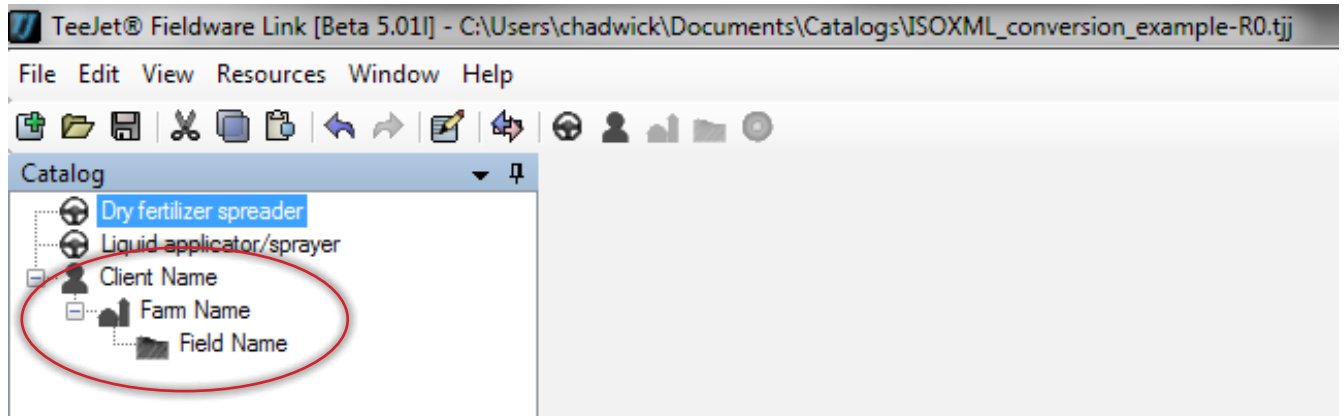 TeeJet® Fieldware Link [Beta 5.01l] - C:\Users\chadwick\Documents\Catalogs\ISOXML_conversion_example-R0.tjj
File Edit View Resources Window Help
Catalog
Dry fertilizer spreader
Liquid applicator/sprayer
Client Name
Farm Name
Field Name